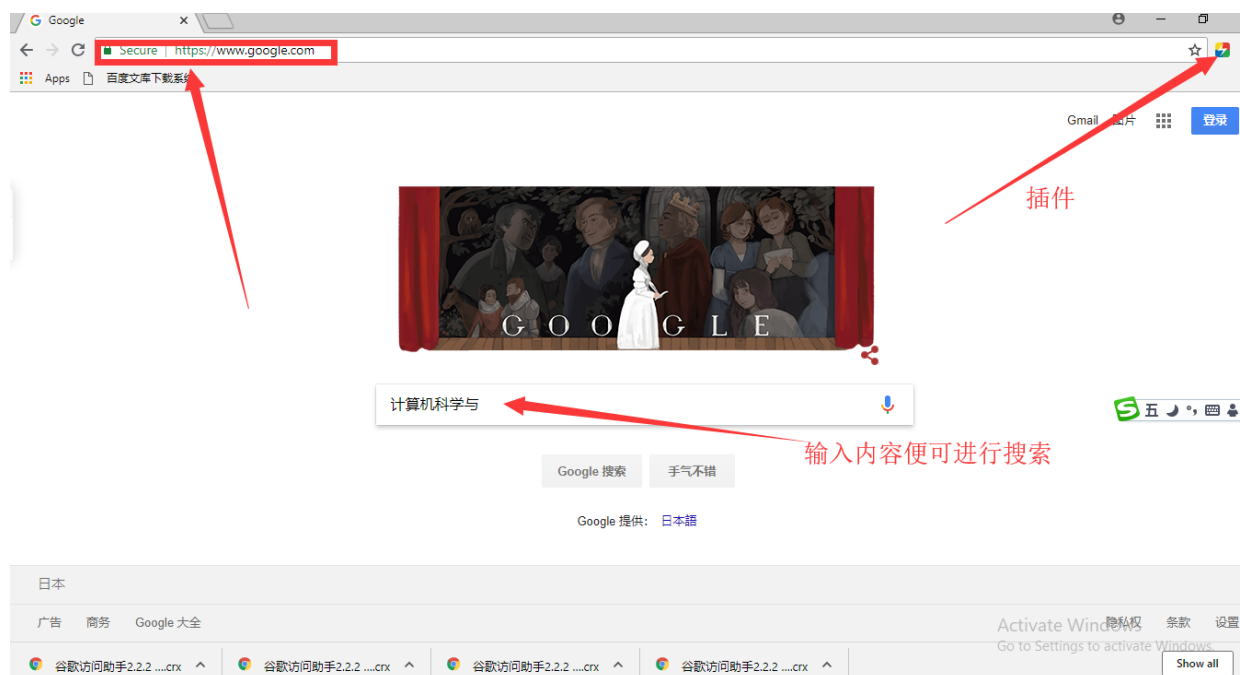 Google
Secure | https://www.google.com
Apps 百度文库下载系
Gmail 图片 登录
插件
GOOGLE
计算机科学与
五
输入内容便可进行搜索
Google 搜索 手气不错
Google 提供： 日本語
日本
广告 商务 Google 大全 隐私权 条款 设置
Activate Windows
Go to Settings to activate Windows.
谷歌访问助手2.2.2 ....crx 谷歌访问助手2.2.2 ....crx 谷歌访问助手2.2.2 ....crx 谷歌访问助手2.2.2 ....crx Show all